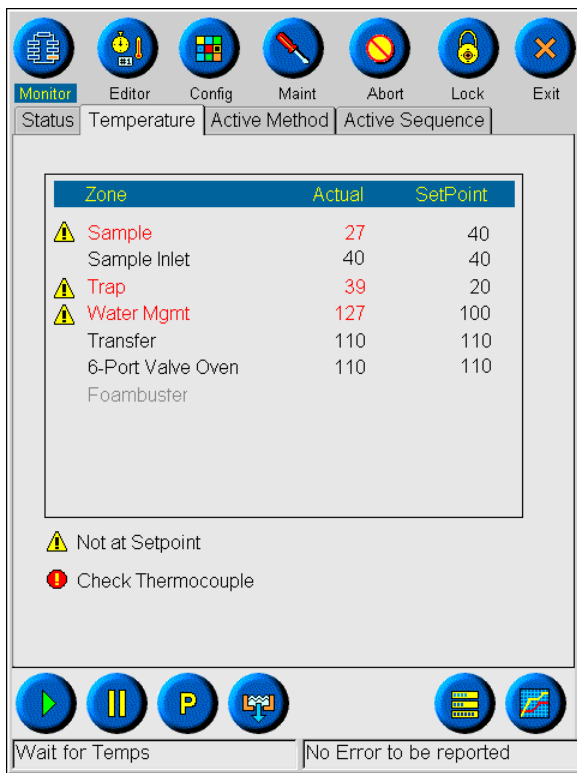 #1
Monitor Editor Config Maint Abort Lock Exit
Status Temperature Active Method Active Sequence
Zone Actual SetPoint
Sample 27 40
Sample Inlet 40 40
Trap 39 20
Water Mgmt 127 100
Transfer 110 110
6-Port Valve Oven 110 110
Foambuster
Not at Setpoint
Check Thermocouple
P
Wait for Temps No Error to be reported